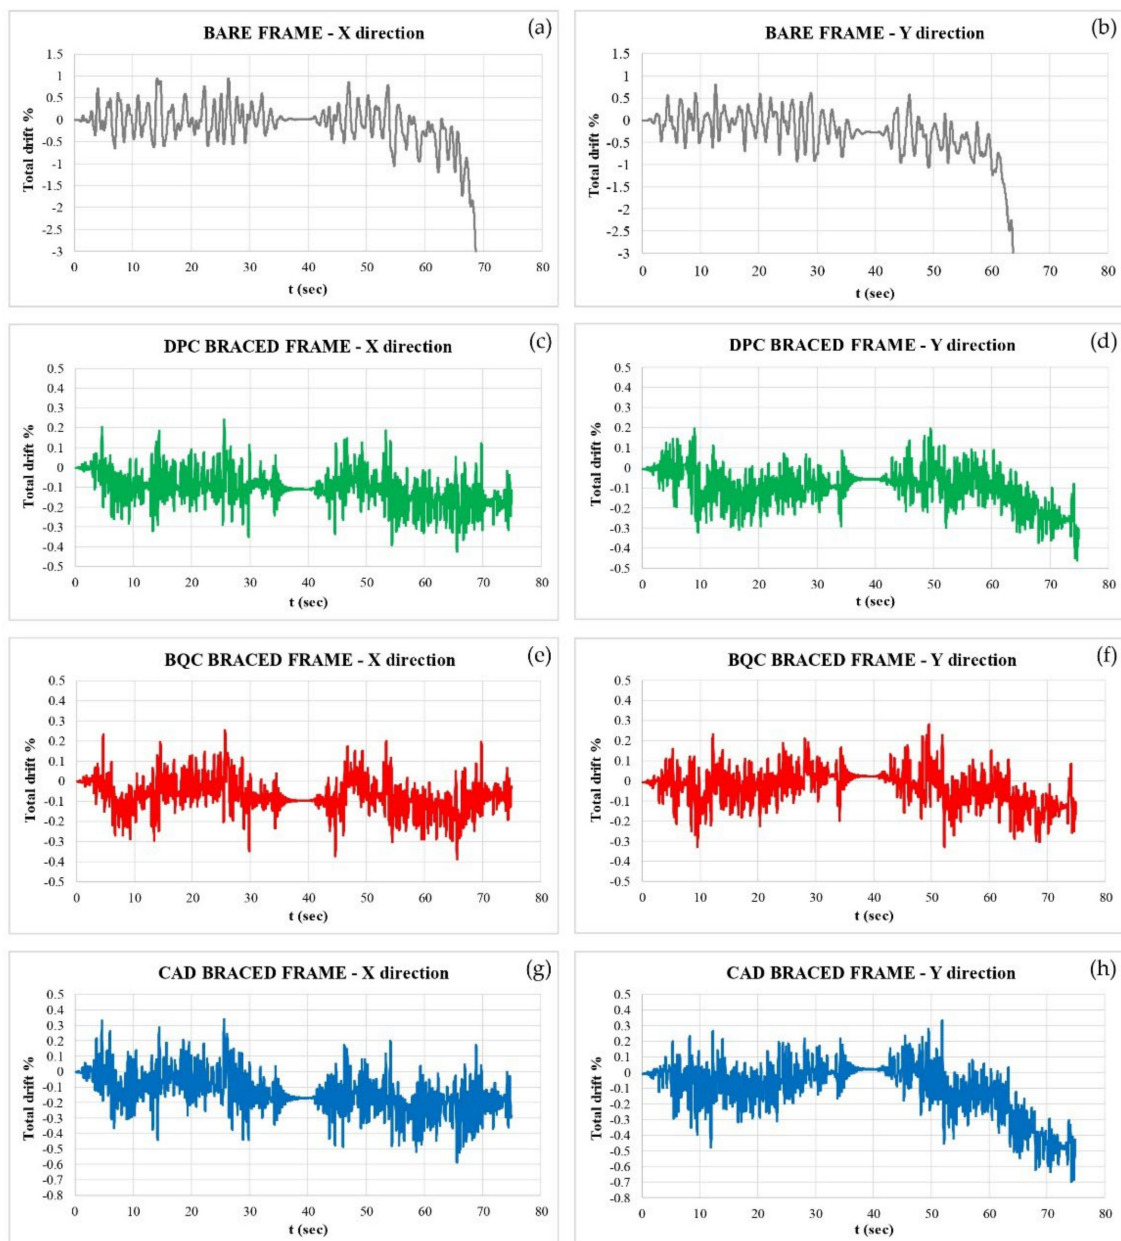 BARE FRAME - X direction (a)
1.5
1
0.5
0
-0.5
-1
-1.5
-2
-2.5
-3
Total drift %
0 10 20 30 40 50 60 70 80
t (sec)
BARE FRAME - Y direction (b)
1.5
1
0.5
0
-0.5
-1
-1.5
-2
-2.5
-3
Total drift %
0 10 20 30 40 50 60 70 80
t (sec)
DPC BRACED FRAME - X direction (c)
0.5
0.4
0.3
0.2
0.1
0
-0.1
-0.2
-0.3
-0.4
-0.5
Total drift %
0 10 20 30 40 50 60 70 80
t (sec)
DPC BRACED FRAME - Y direction (d)
0.5
0.4
0.3
0.2
0.1
0
-0.1
-0.2
-0.3
-0.4
-0.5
Total drift %
0 10 20 30 40 50 60 70 80
t (sec)
BQC BRACED FRAME - X direction (e)
0.5
0.4
0.3
0.2
0.1
0
-0.1
-0.2
-0.3
-0.4
-0.5
Total drift %
0 10 20 30 40 50 60 70 80
t (sec)
BQC BRACED FRAME - Y direction (f)
0.5
0.4
0.3
0.2
0.1
0
-0.1
-0.2
-0.3
-0.4
-0.5
Total drift %
0 10 20 30 40 50 60 70 80
t (sec)
CAD BRACED FRAME - X direction (g)
0.5
0.4
0.3
0.2
0.1
0
-0.1
-0.2
-0.3
-0.4
-0.5
-0.6
-0.7
-0.8
Total drift %
0 10 20 30 40 50 60 70 80
t (sec)
CAD BRACED FRAME - Y direction (h)
0.5
0.4
0.3
0.2
0.1
0
-0.1
-0.2
-0.3
-0.4
-0.5
-0.6
-0.7
-0.8
Total drift %
0 10 20 30 40 50 60 70 80
t (sec)